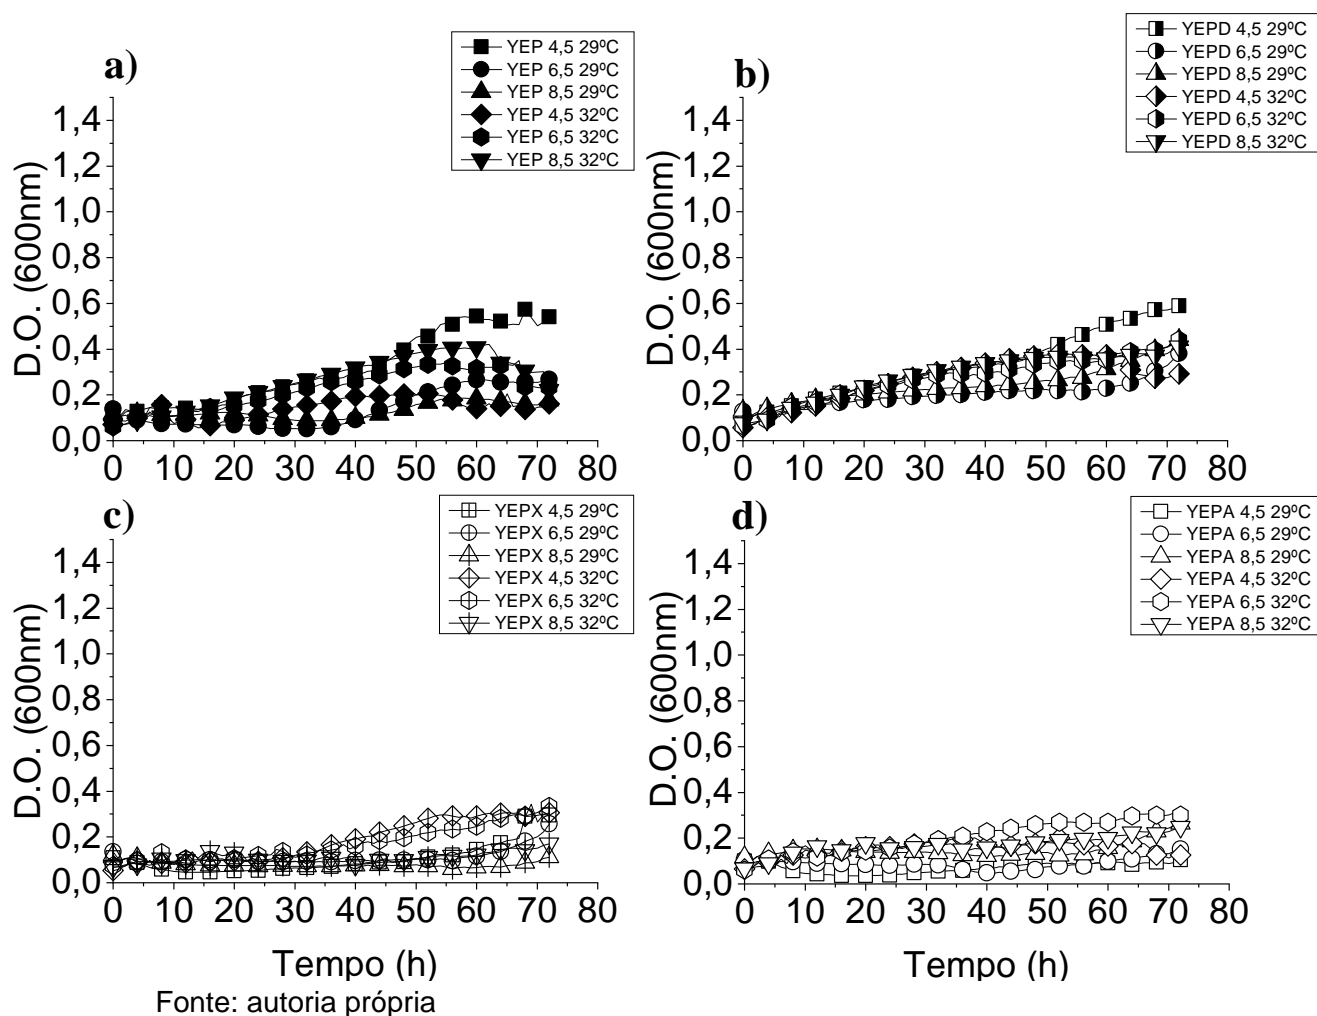 a)
YEP 4,5 29ºC
YEP 6,5 29ºC
YEP 8,5 29ºC
YEP 4,5 32ºC
YEP 6,5 32ºC
YEP 8,5 32ºC
1,4
1,2
1,0
0,8
0,6
0,4
0,2
0,0
D.O. (600nm)
0 10 20 30 40 50 60 70 80
b)
YEPD 4,5 29ºC
YEPD 6,5 29ºC
YEPD 8,5 29ºC
YEPD 4,5 32ºC
YEPD 6,5 32ºC
YEPD 8,5 32ºC
1,4
1,2
1,0
0,8
0,6
0,4
0,2
0,0
D.O. (600nm)
0 10 20 30 40 50 60 70 80
c)
YEPX 4,5 29ºC
YEPX 6,5 29ºC
YEPX 8,5 29ºC
YEPX 4,5 32ºC
YEPX 6,5 32ºC
YEPX 8,5 32ºC
1,4
1,2
1,0
0,8
0,6
0,4
0,2
0,0
D.O. (600nm)
0 10 20 30 40 50 60 70 80
Tempo (h)
d)
YEPA 4,5 29ºC
YEPA 6,5 29ºC
YEPA 8,5 29ºC
YEPA 4,5 32ºC
YEPA 6,5 32ºC
YEPA 8,5 32ºC
1,4
1,2
1,0
0,8
0,6
0,4
0,2
0,0
D.O. (600nm)
0 10 20 30 40 50 60 70 80
Tempo (h)
Fonte: autoria própria